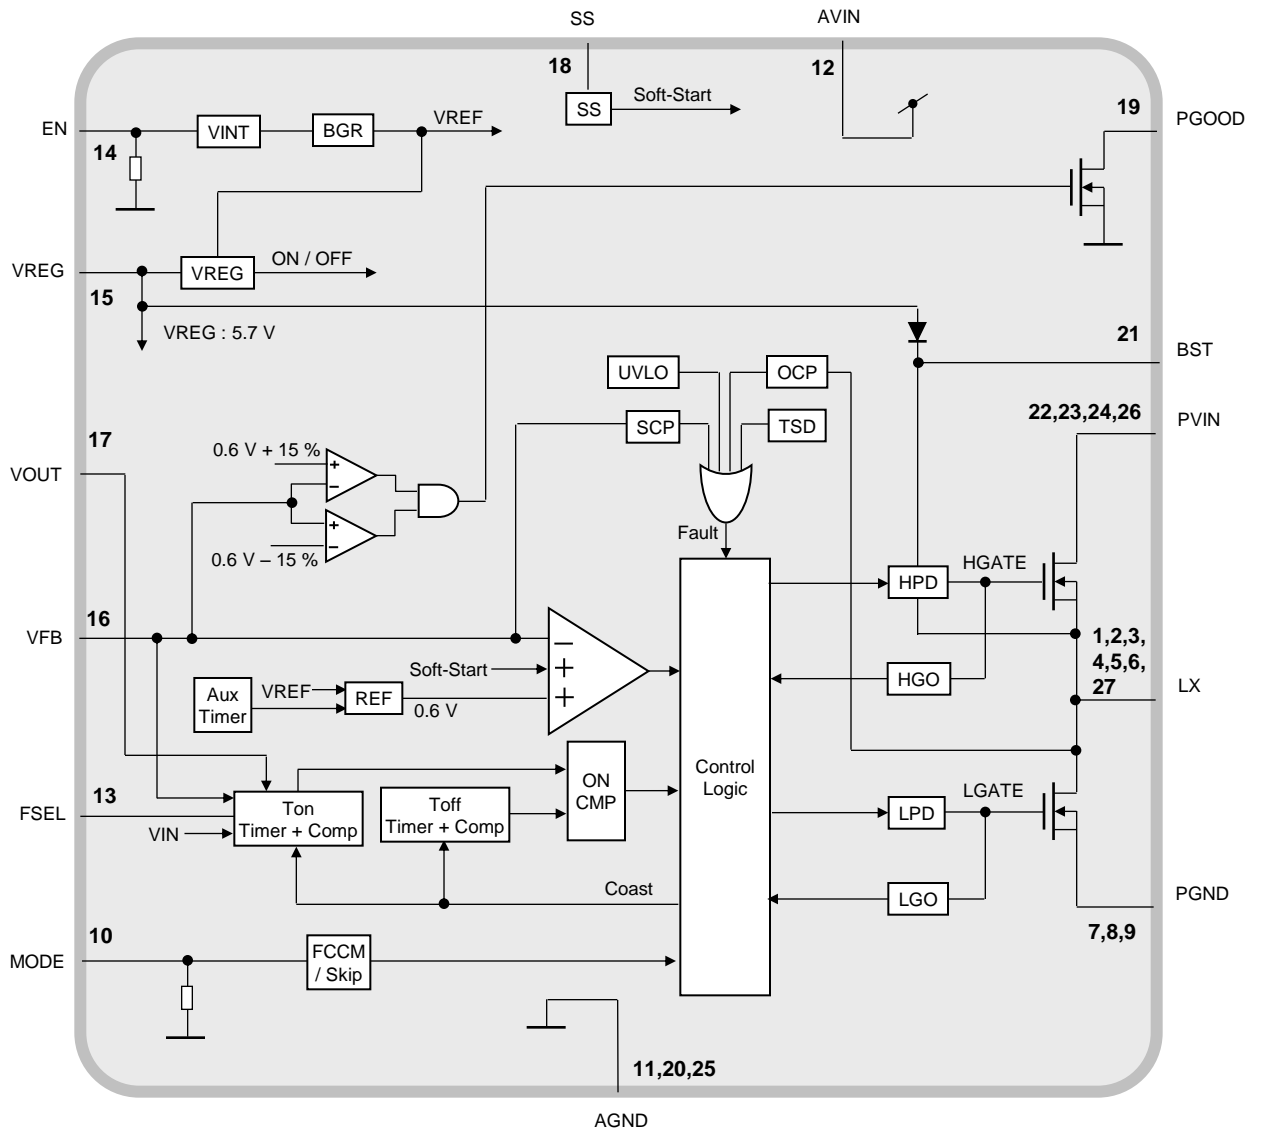 SS
AVIN
18
12
SS
Soft-Start
19
PGOOD
EN
14
VINT
BGR
VREF
VREG
15
VREG
ON / OFF
VREG : 5.7 V
21
BST
UVLO
OCP
22,23,24,26
PVIN
SCP
TSD
17
VOUT
0.6 V + 15 %
+
−
+
−
0.6 V – 15 %
Fault
HPD
HGATE
16
VFB
1,2,3,
4,5,6,
27
LX
−
+
+
Soft-Start
HGO
Aux
Timer
VREF
REF
0.6 V
Control
Logic
ON
CMP
13
FSEL
VIN
Ton
Timer + Comp
Toff
Timer + Comp
LPD
LGATE
Coast
LGO
PGND
7,8,9
10
MODE
FCCM
/ Skip
11,20,25
AGND